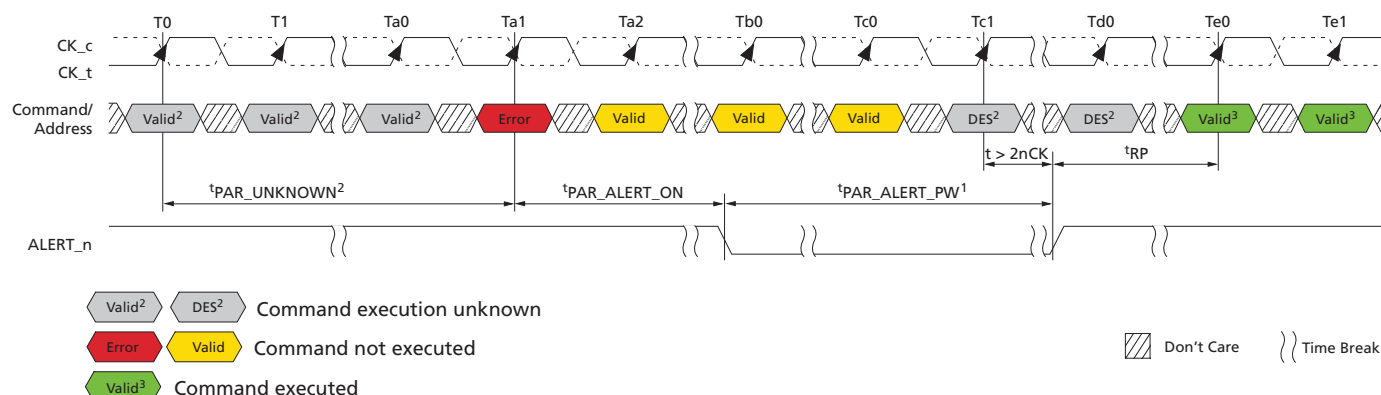 T0 T1 Ta0 Ta1 Ta2 Tb0 Tc0 Tc1 Td0 Te0 Te1
CK_c
CK_t
Command/
Address
Valid² Valid² Valid² Error Valid Valid Valid DES² DES² Valid³ Valid³
t > 2nCK ᵗRP
ᵗPAR_UNKNOWN² ᵗPAR_ALERT_ON ᵗPAR_ALERT_PW¹
ALERT_n
Valid² DES² Command execution unknown
Error Valid Command not executed
Don't Care Time Break
Valid³ Command executed